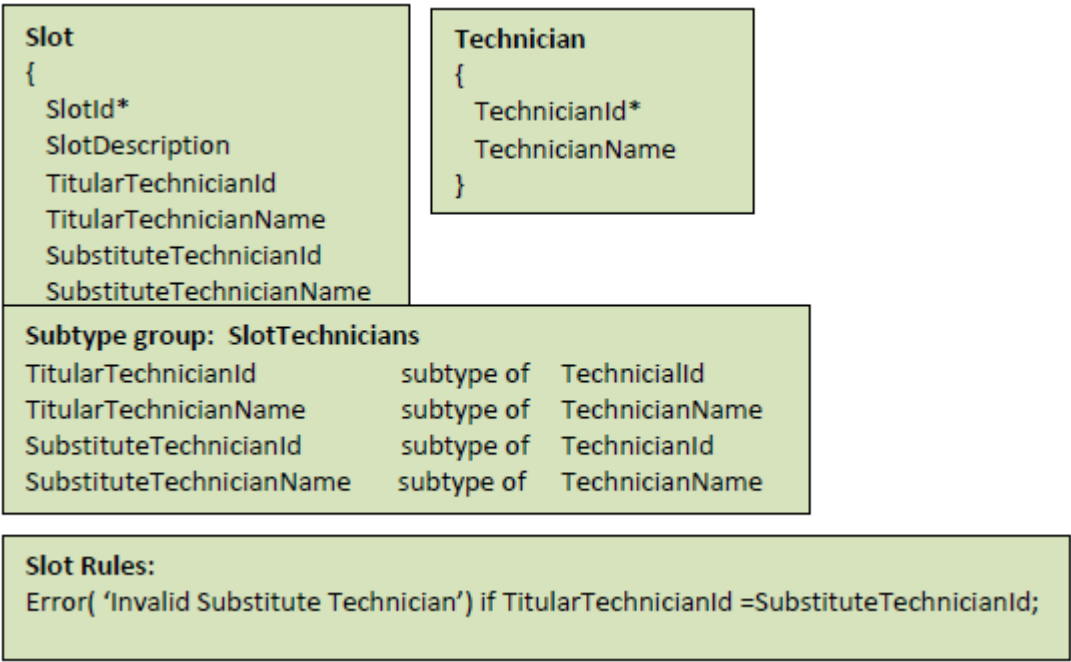 Slot
{
SlotId*
SlotDescription
TitularTechnicianId
TitularTechnicianName
SubstituteTechnicianId
SubstituteTechnicianName
Technician
{
TechnicianId*
TechnicianName
}
Subtype group: SlotTechnicians
TitularTechnicianId subtype of TechnicialId
TitularTechnicianName subtype of TechnicianName
SubstituteTechnicianId subtype of TechnicianId
SubstituteTechnicianName subtype of TechnicianName
Slot Rules:
Error( ‘Invalid Substitute Technician’) if TitularTechnicianId =SubstituteTechnicianId;